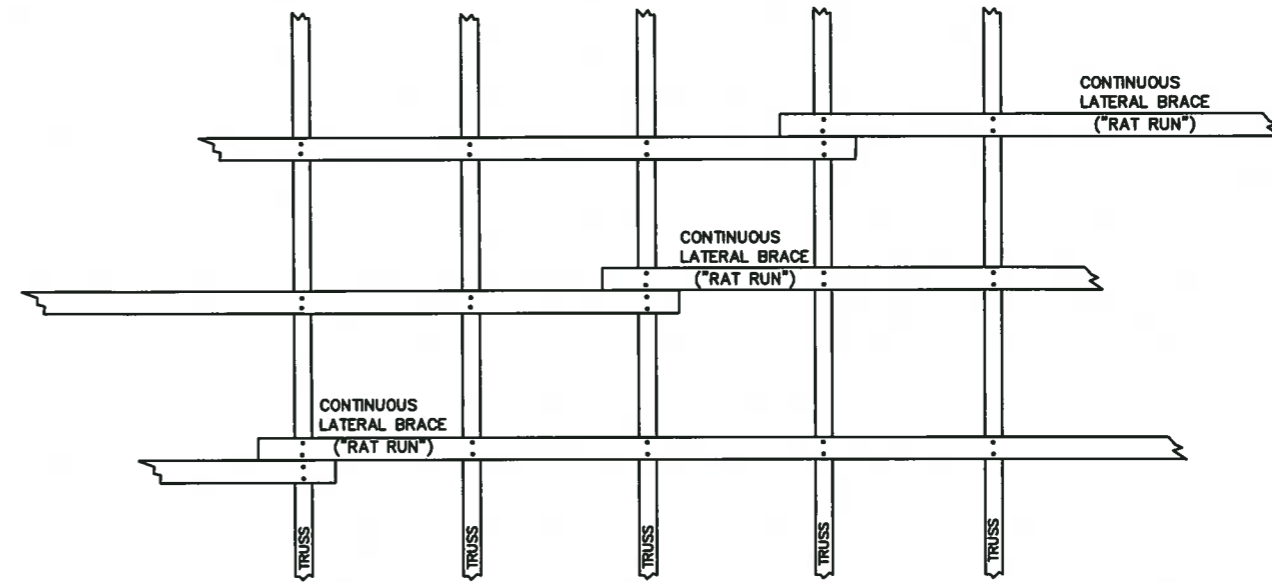 CONTINUOUS
LATERAL BRACE
("RAT RUN")
CONTINUOUS
LATERAL BRACE
("RAT RUN")
CONTINUOUS
LATERAL BRACE
("RAT RUN")
TRUSS
TRUSS
TRUSS
TRUSS
TRUSS